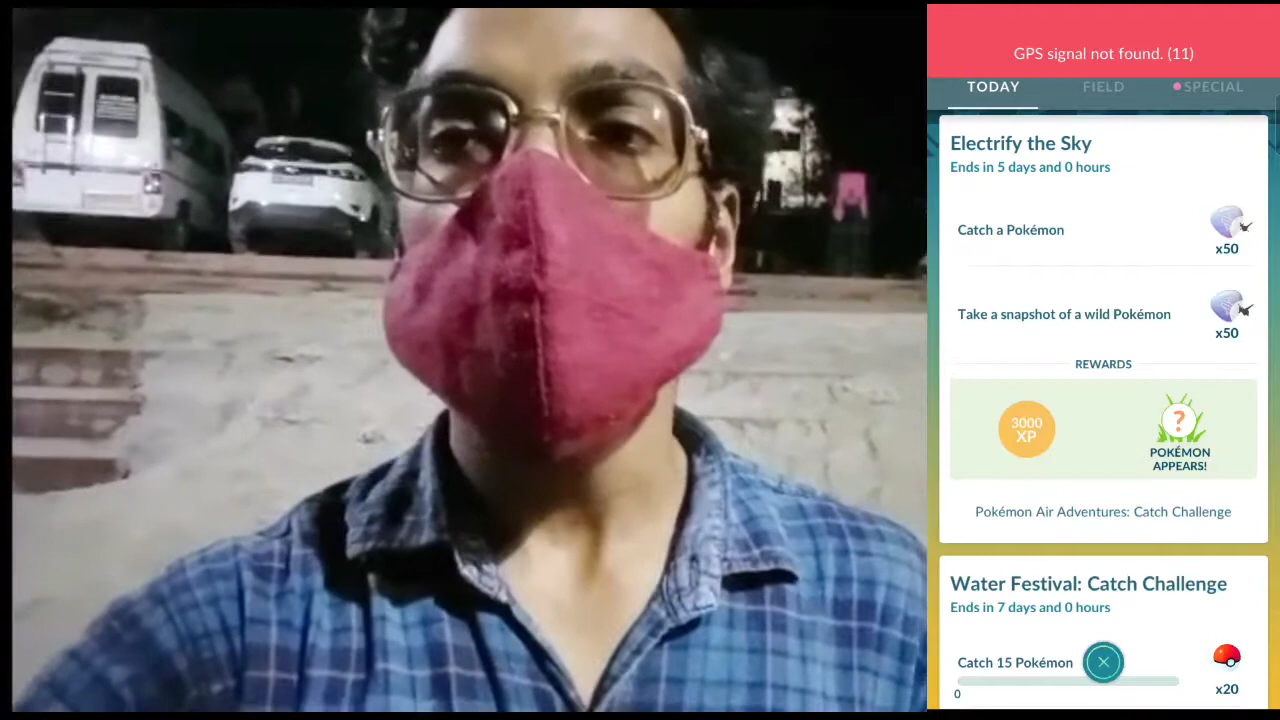 GPS signal not found. (11)
TODAY
FIELD
SPECIAL
Electrify the Sky
Ends in 5 days and 0 hours
Catch a Pokémon
x50
Take a snapshot of a wild Pokémon
x50
REWARDS
3000
XP
?
POKÉMON
APPEARS!
Pokémon Air Adventures: Catch Challenge
Water Festival: Catch Challenge
Ends in 7 days and 0 hours
Catch 15 Pokémon
0
x20